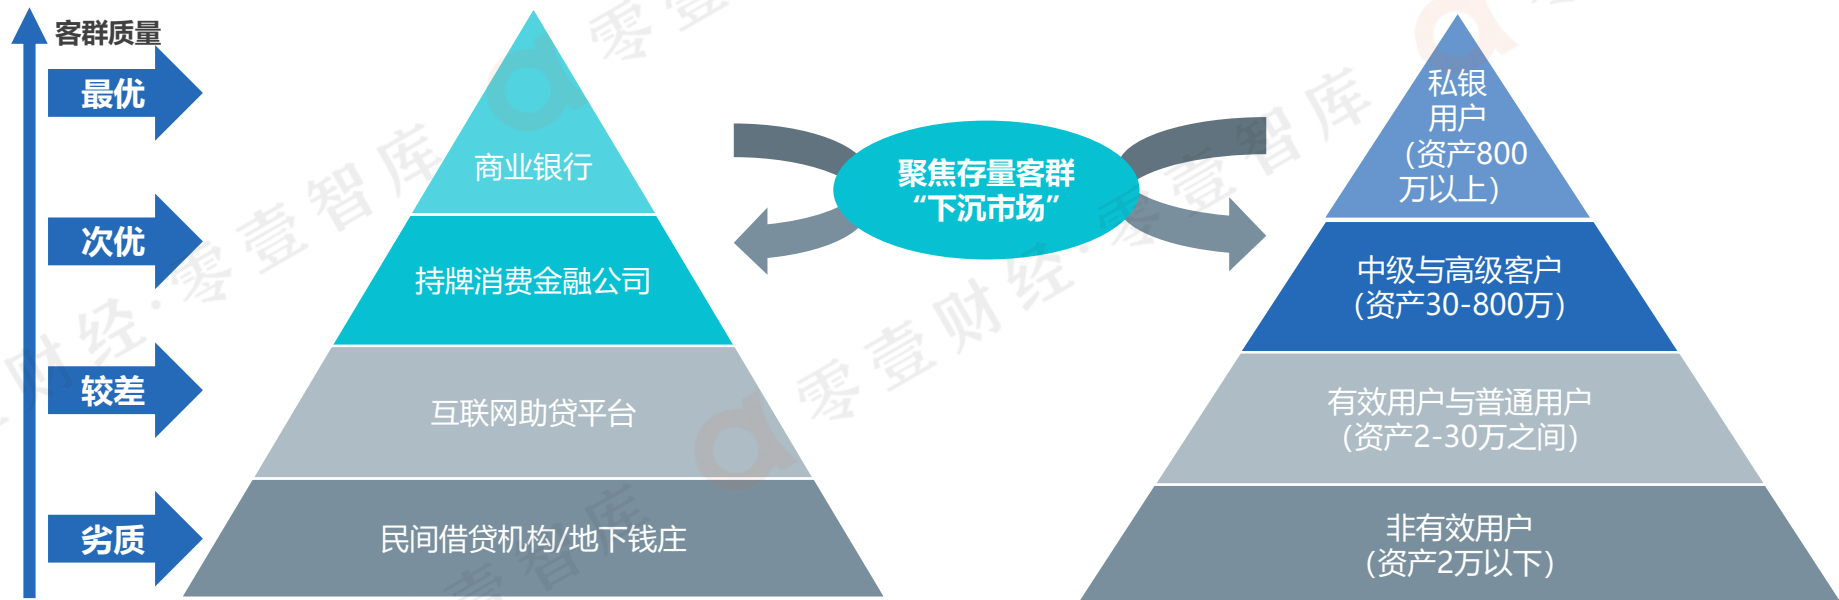 客群质量
最优
次优
较差
劣质
商业银行
持牌消费金融公司
互联网助贷平台
民间借贷机构/地下钱庄
聚焦存量客群
“下沉市场”
私银
用户
（资产800
万以上）
中级与高级客户
（资产30-800万）
有效用户与普通用户
（资产2-30万之间）
非有效用户
（资产2万以下）
零壹财经·零壹智库
零壹财经·零壹智库